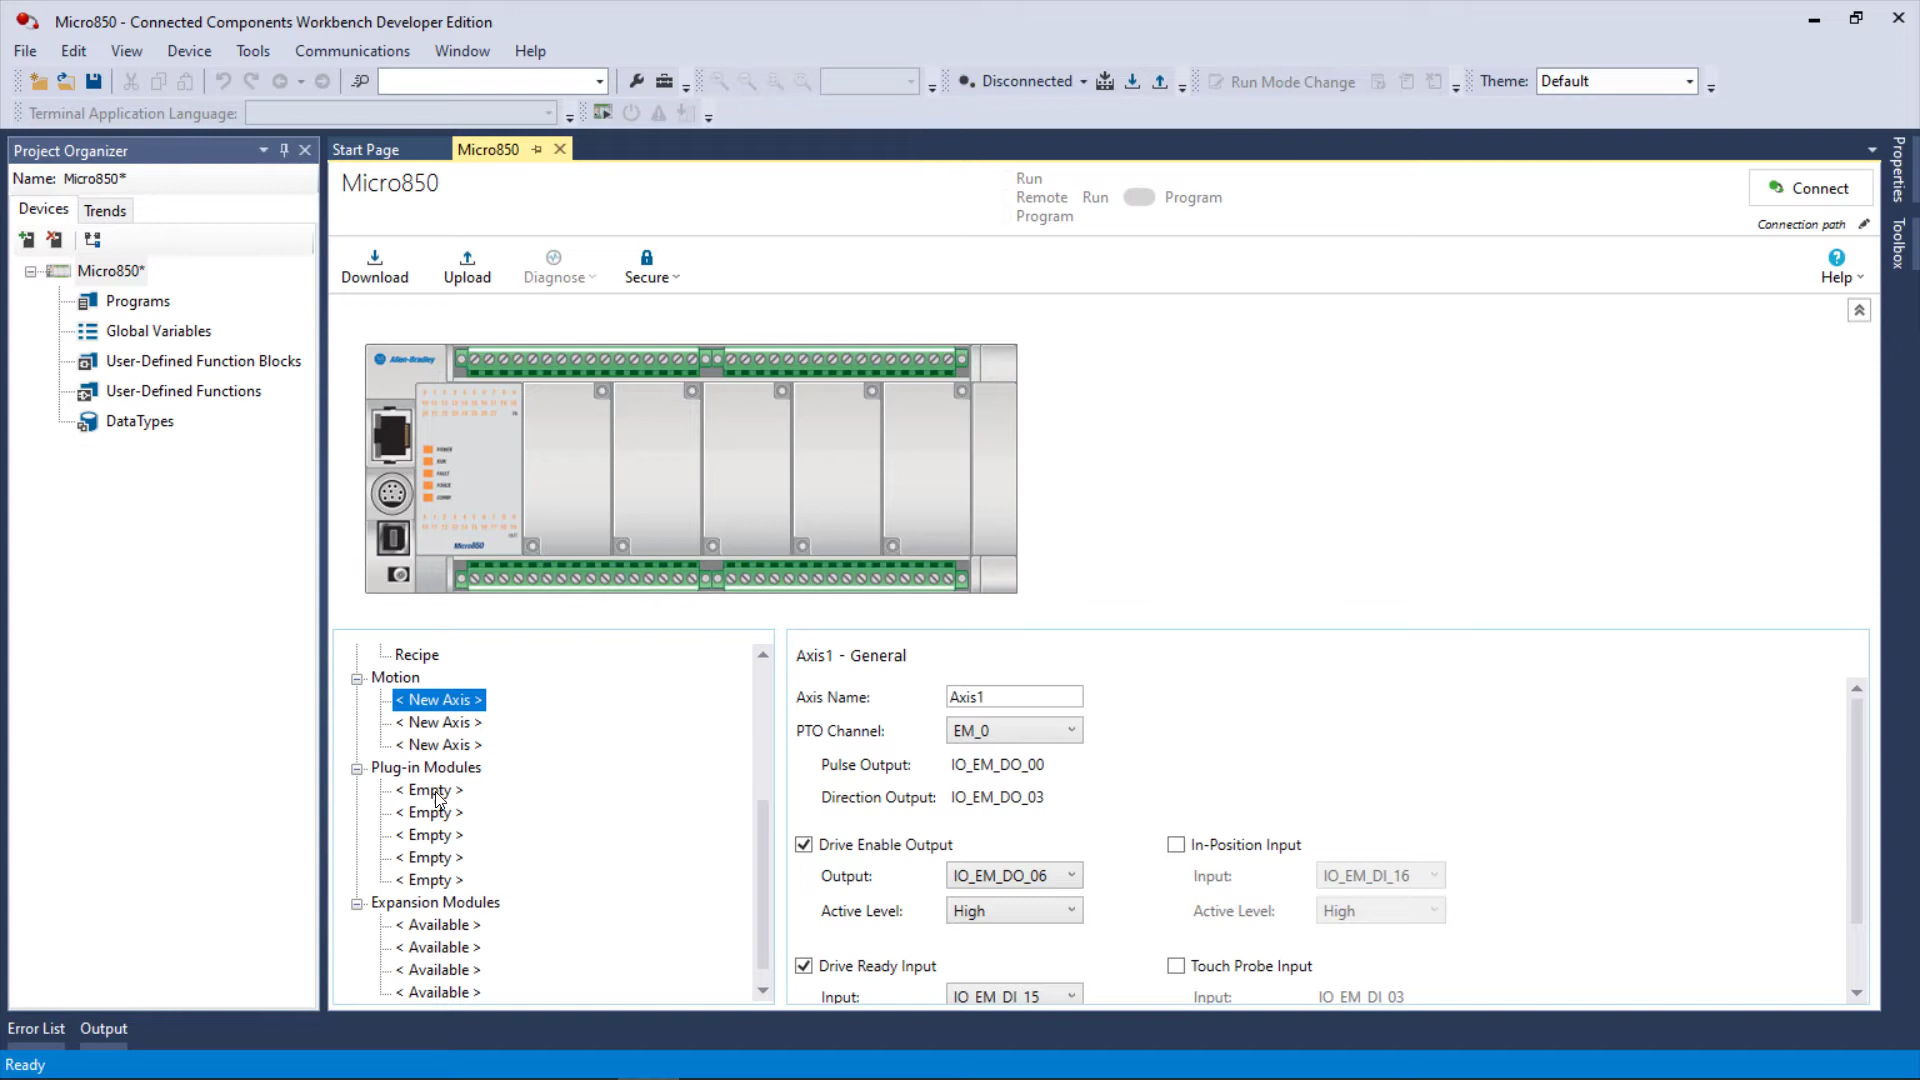 Micro850 - Connected Components Workbench Developer Edition
File Edit View Device Tools Communications Window Help
Disconnected Run Mode Change Theme: Default
Terminal Application Language:
Project Organizer
Name: Micro850*
Devices Trends
Micro850*
Programs
Global Variables
User-Defined Function Blocks
User-Defined Functions
DataTypes
Start Page Micro850
Micro850
Run
Remote
Program
Run Program
Connect
Connection path
Download Upload Diagnose Secure Help
Allen-Bradley
POWER
RUN
FAULT
FORCE
COMM
Micro850
Recipe
Motion
< New Axis >
< New Axis >
< New Axis >
Plug-in Modules
< Empty >
< Empty >
< Empty >
< Empty >
< Empty >
Expansion Modules
< Available >
< Available >
< Available >
< Available >
Axis1 - General
Axis Name: Axis1
PTO Channel: EM_0
Pulse Output: IO_EM_DO_00
Direction Output: IO_EM_DO_03
Drive Enable Output In-Position Input
Output: IO_EM_DO_06 Input: IO_EM_DI_16
Active Level: High Active Level: High
Drive Ready Input Touch Probe Input
Input: IO_EM_DI_15 Input: IO_EM_DI_03
Properties
Toolbox
Error List Output
Ready